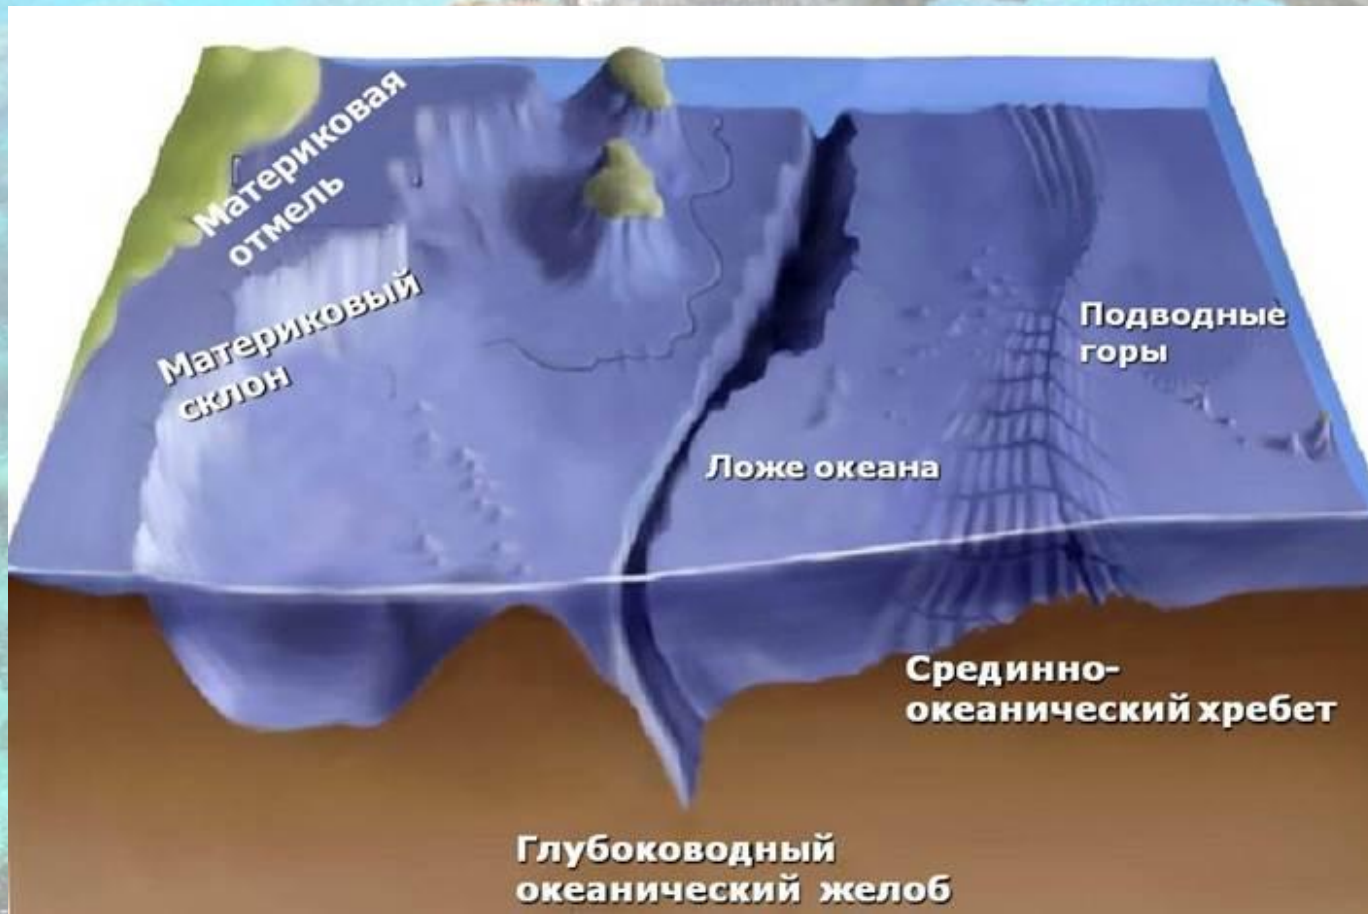 Материковая
отмель
Материковый
склон
Подводные
горы
Ложе океана
Срединно-
океанический хребет
Глубоководный
океанический желоб